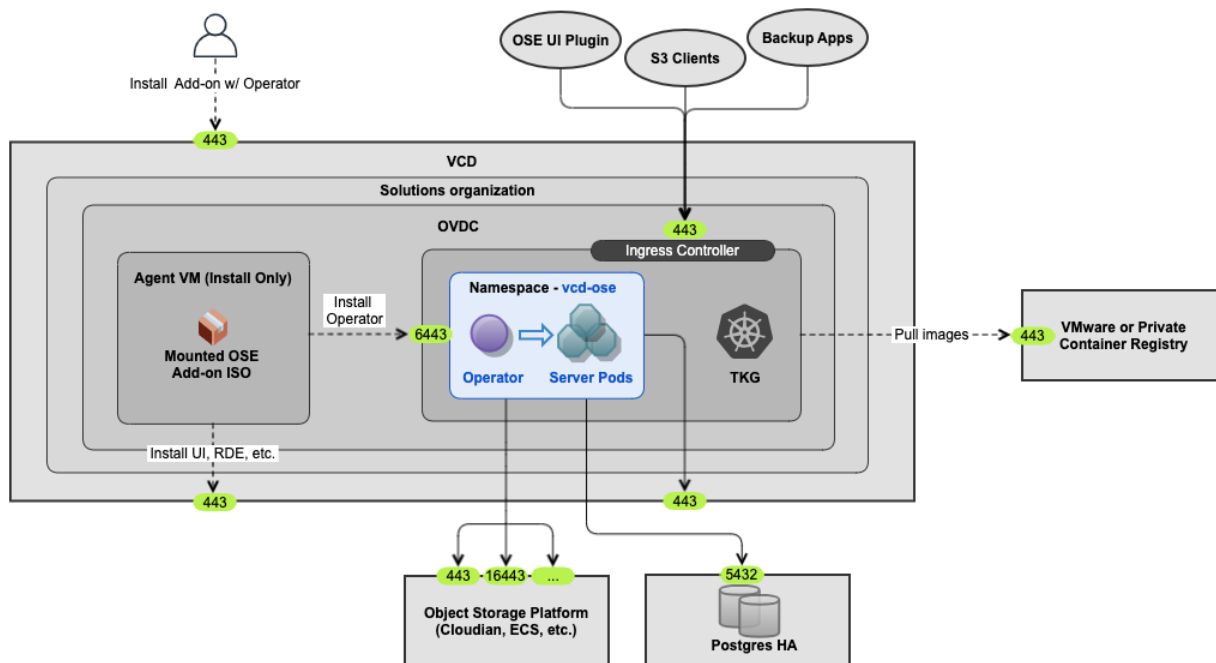 OSE UI Plugin
S3 Clients
Backup Apps
Install Add-on w/ Operator
443
VCD
Solutions organization
OVDC
443
Ingress Controller
Agent VM (Install Only)
Mounted OSE
Add-on ISO
Install
Operator
6443
Namespace - vcd-ose
Operator
Server Pods
TKG
Pull images
443
VMware or Private
Container Registry
Install UI, RDE, etc.
443
443
443
16443
...
Object Storage Platform
(Cloudian, ECS, etc.)
5432
Postgres HA